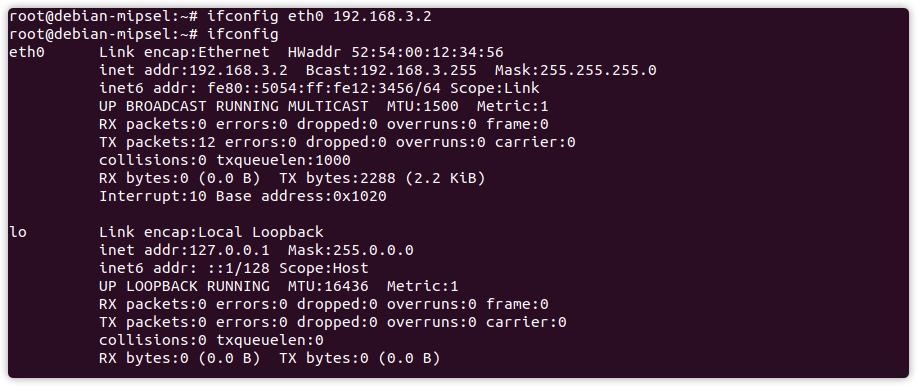 root@debian-mipsel:~# ifconfig eth0 192.168.3.2
root@debian-mipsel:~# ifconfig
eth0      Link encap:Ethernet  HWaddr 52:54:00:12:34:56
          inet addr:192.168.3.2  Bcast:192.168.3.255  Mask:255.255.255.0
          inet6 addr: fe80::5054:ff:fe12:3456/64 Scope:Link
          UP BROADCAST RUNNING MULTICAST  MTU:1500  Metric:1
          RX packets:0 errors:0 dropped:0 overruns:0 frame:0
          TX packets:12 errors:0 dropped:0 overruns:0 carrier:0
          collisions:0 txqueuelen:1000
          RX bytes:0 (0.0 B)  TX bytes:2288 (2.2 KiB)
          Interrupt:10 Base address:0x1020

lo        Link encap:Local Loopback
          inet addr:127.0.0.1  Mask:255.0.0.0
          inet6 addr: ::1/128 Scope:Host
          UP LOOPBACK RUNNING  MTU:16436  Metric:1
          RX packets:0 errors:0 dropped:0 overruns:0 frame:0
          TX packets:0 errors:0 dropped:0 overruns:0 carrier:0
          collisions:0 txqueuelen:0
          RX bytes:0 (0.0 B)  TX bytes:0 (0.0 B)